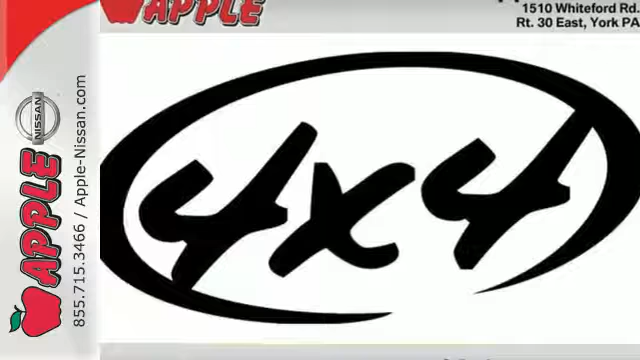 APPLE
1510 Whiteford Rd.
Rt. 30 East, York PA
4x4
NISSAN
APPLE
855.715.3466 / Apple-Nissan.com